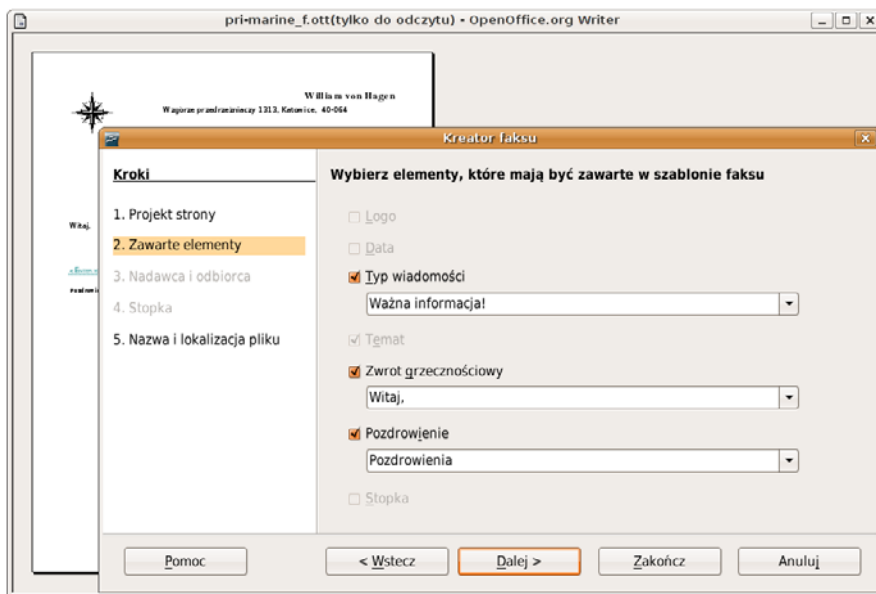 pri-marine_f.ott(tylko do odczytu) - OpenOffice.org Writer
William von Hagen
1313, Katowice, 40-064
Kreator faksu
Kroki
1. Projekt strony
2. Zawarte elementy
3. Nadawca i odbiorca
4. Stopka
5. Nazwa i lokalizacja pliku
Witaj,
Wybierz elementy, które mają być zawarte w szablonie faksu
Logo
Data
Typ wiadomości
Ważna informacja!
Temat
Zwrot grzecznościowy
Witaj,
Pozdrowienie
Pozdrowienia
Stopka
Pomoc
< Wstecz
Dalej >
Zakończ
Anuluj